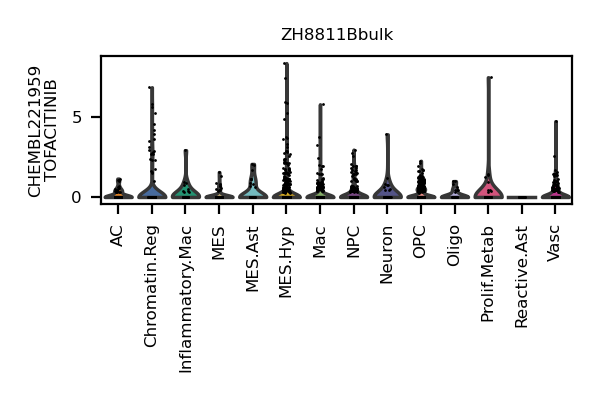 ZH8811Bbulk
CHEMBL221959
TOFACITINIB
5
0
AC
Chromatin.Reg
Inflammatory.Mac
MES
MES.Ast
MES.Hyp
Mac
NPC
Neuron
OPC
Oligo
Prolif.Metab
Reactive.Ast
Vasc